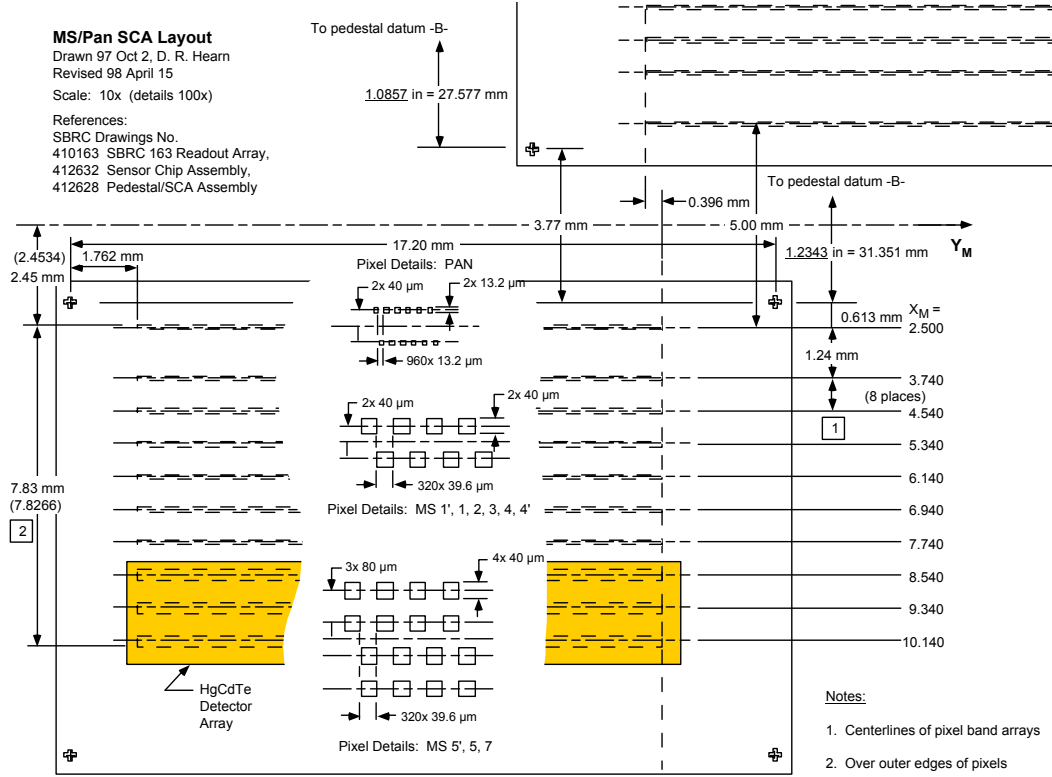 MS/Pan SCA Layout
Drawn 97 Oct 2, D. R. Hearn
Revised 98 April 15
Scale: 10x (details 100x)
References:
SBRC Drawings No.
410163 SBRC 163 Readout Array,
412632 Sensor Chip Assembly,
412628 Pedestal/SCA Assembly
To pedestal datum -B-
1.0857 in = 27.577 mm
To pedestal datum -B-
0.396 mm
3.77 mm
5.00 mm
1.2343 in = 31.351 mm
Y_M
17.20 mm
(2.4534)
2.45 mm
1.762 mm
Pixel Details: PAN
2x 40 µm
2x 13.2 µm
960x 13.2 µm
0.613 mm
X_M =
2.500
1.24 mm
3.740
(8 places)
4.540
1
5.340
6.140
6.940
7.740
8.540
9.340
10.140
2x 40 µm
2x 40 µm
320x 39.6 µm
Pixel Details: MS 1', 1, 2, 3, 4, 4'
7.83 mm
(7.8266)
2
3x 80 µm
4x 40 µm
320x 39.6 µm
Pixel Details: MS 5', 5, 7
HgCdTe
Detector
Array
Notes:
1. Centerlines of pixel band arrays
2. Over outer edges of pixels